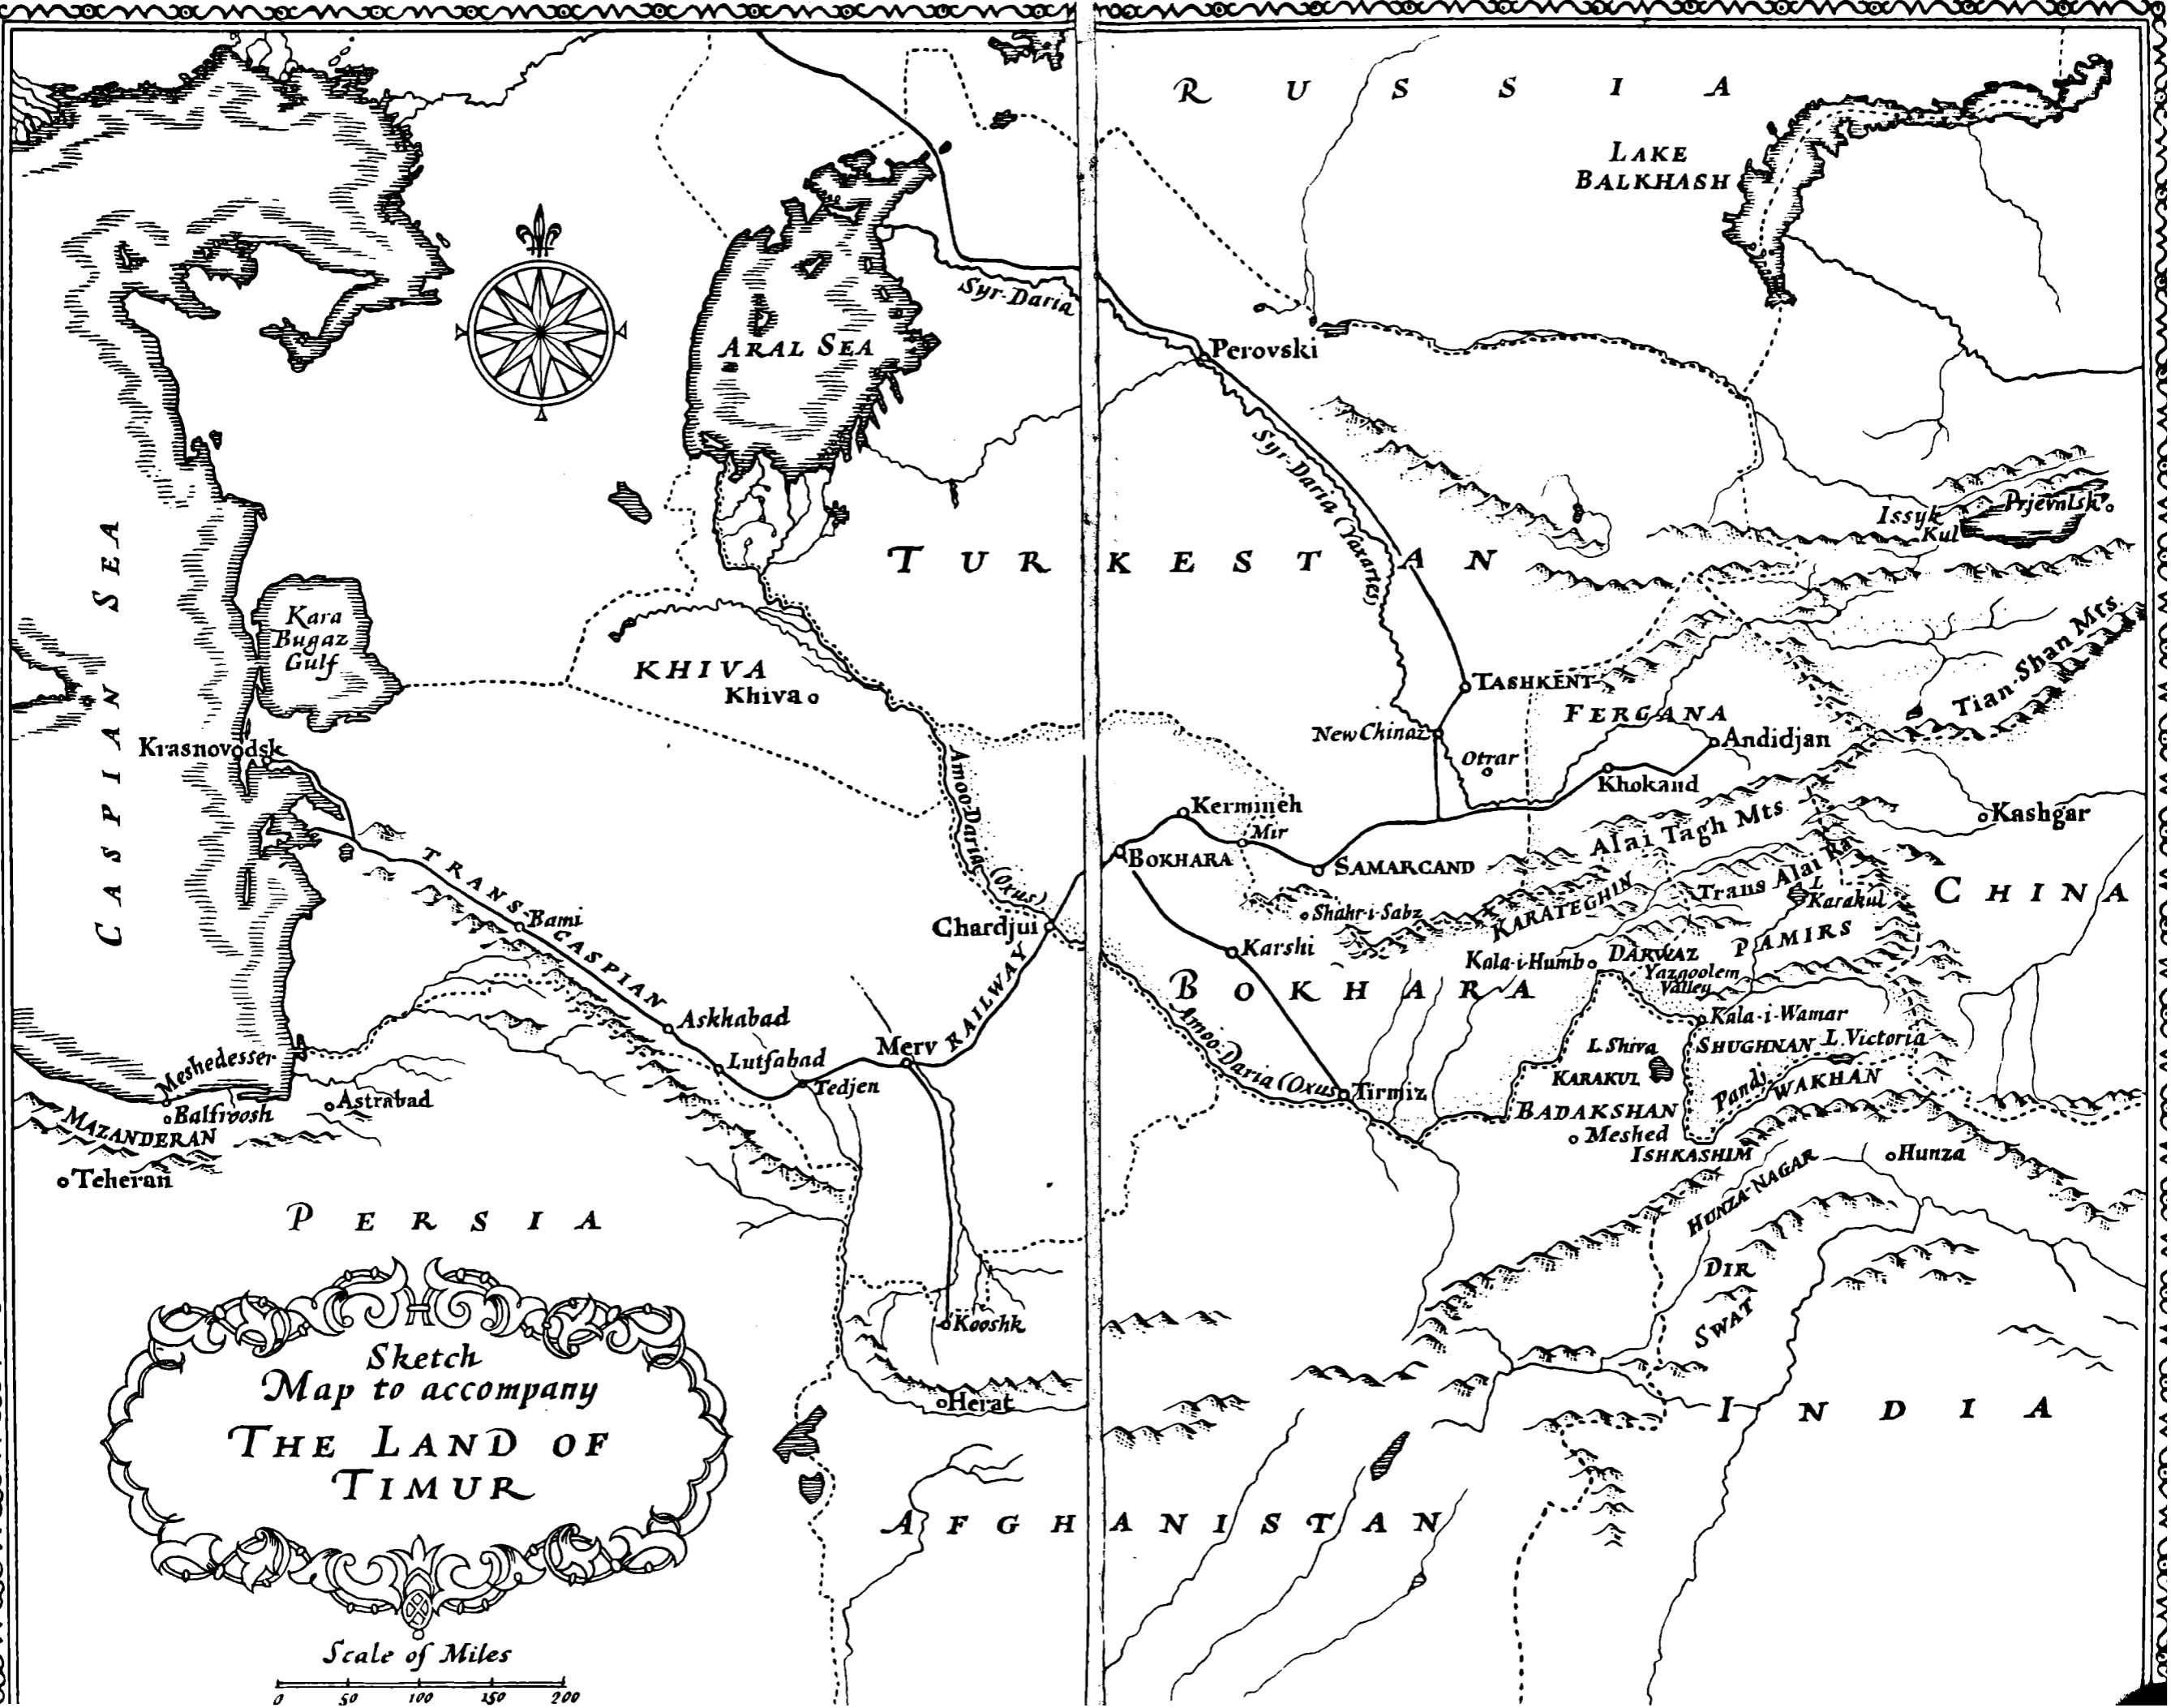 RUSSIA
LAKE
BALKHASH
Syr-Daria
ARAL SEA
Perovski
Syr-Daria (Yaxartes)
CASPIAN SEA
Issyk
Kul
Prjevalsk
TURKESTAN
Kara
Bugaz
Gulf
KHIVA
Khiva
TASHKENT
Tian-Shan Mts.
FERGANA
New Chinaz
Andidjan
Krasnovodsk
Otrar
Khokand
Amoo-Daria (Oxus)
Kermineh
Mir
Kashgar
Alai Tagh Mts
BOKHARA
SAMARCAND
TRANS-CASPIAN RAILWAY
Trans Alai Ra
L
Karakul
CHINA
KARATEGHIN
Bami
Shahr-i-Sabz
Chardjui
Karshi
PAMIRS
Kala-i-Humb
DARWAZ
Yazgoolem
Valley
BOKHARA
Askhabad
Kala-i-Wamar
Amoo-Daria (Oxus)
Merv
L. Shiva
SHUGHNAN
L. Victoria
Meshedesser
Lutfabad
Tedjen
KARAKUL
Pandj
WAKHAN
Tirmiz
Astrabad
Balfroosh
BADAKSHAN
MAZANDERAN
Meshed
ISHKASHIM
Hunza
Teheran
HUNZA-NAGAR
PERSIA
DIR
Kooshk
SWAT
Sketch
Map to accompany
THE LAND OF
TIMUR
Herat
INDIA
AFGHANISTAN
Scale of Miles
0 50 100 150 200